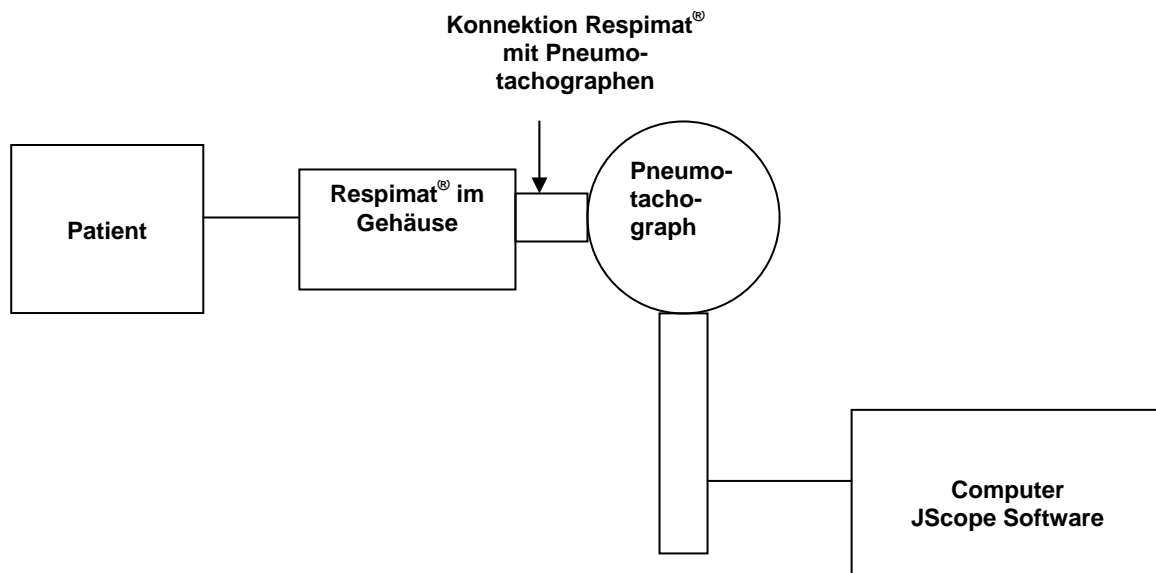 Konnektion Respimat®
mit Pneumo-
tachographen
Patient
Respimat® im
Gehäuse
Pneumo-
tacho-
graph
Computer
JScope Software